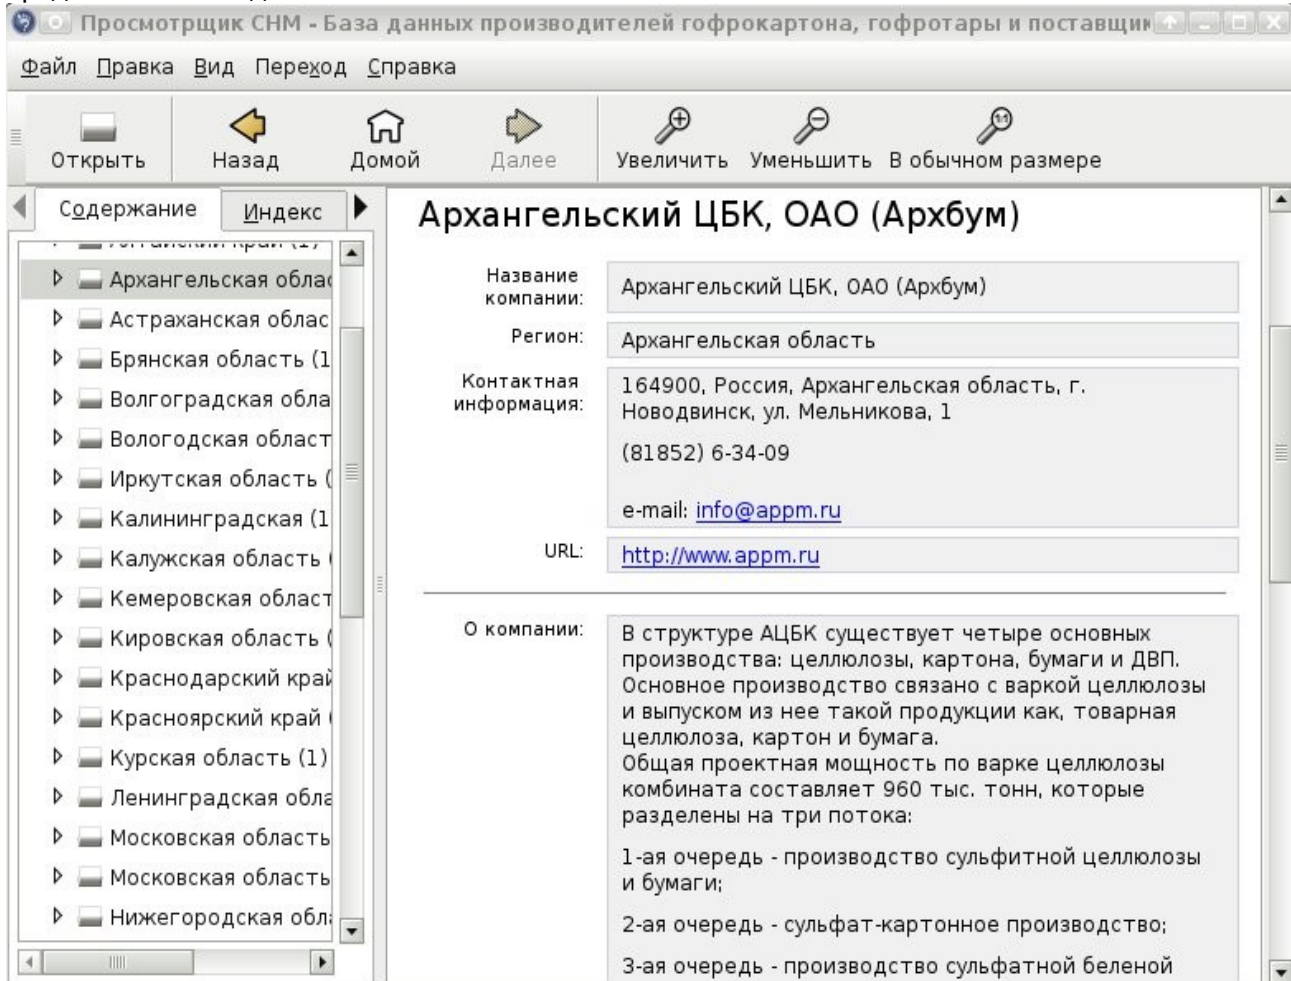 Просмотрщик CHM - База данных производителей гофрокартона, гофротары и поставщик
Файл Правка Вид Переход Справка
Открыть Назад Домой Далее Увеличить Уменьшить В обычном размере
Содержание Индекс
Архангельская облас
Астраханская облас
Брянская область (1
Волгоградская обла
Вологодская област
Иркутская область (
Калининградская (1
Калужская область (
Кемеровская област
Кировская область (
Краснодарский край
Красноярский край (
Курская область (1)
Ленинградская обла
Московская область
Московская область
Нижегородская обла
Архангельский ЦБК, ОАО (Архбум)
Название
компании:
Архангельский ЦБК, ОАО (Архбум)
Регион:
Архангельская область
Контактная
информация:
164900, Россия, Архангельская область, г.
Новодвинск, ул. Мельникова, 1
(81852) 6-34-09
e-mail: info@appm.ru
URL:
http://www.appm.ru
О компании:
В структуре АЦБК существует четыре основных
производства: целлюлозы, картона, бумаги и ДВП.
Основное производство связано с варкой целлюлозы
и выпуском из нее такой продукции как, товарная
целлюлоза, картон и бумага.
Общая проектная мощность по варке целлюлозы
комбината составляет 960 тыс. тонн, которые
разделены на три потока:
1-ая очередь - производство сульфитной целлюлозы
и бумаги;
2-ая очередь - сульфат-картонное производство;
3-ая очередь - производство сульфатной беленой